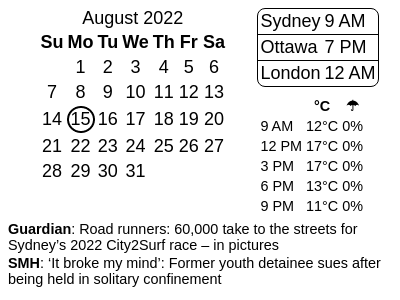 August 2022
Su Mo Tu We Th Fr Sa
1 2 3 4 5 6
7 8 9 10 11 12 13
14 15 16 17 18 19 20
21 22 23 24 25 26 27
28 29 30 31
Sydney 9 AM
Ottawa 7 PM
London 12 AM
°C ☂
9 AM 12°C 0%
12 PM 17°C 0%
3 PM 17°C 0%
6 PM 13°C 0%
9 PM 11°C 0%
Guardian: Road runners: 60,000 take to the streets for
Sydney’s 2022 City2Surf race – in pictures
SMH: ‘It broke my mind’: Former youth detainee sues after
being held in solitary confinement